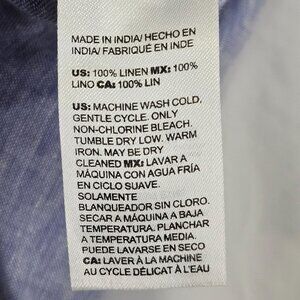 MADE IN INDIA/ HECHO EN
INDIA/ FABRIQUÉ EN INDE
US: 100% LINEN MX: 100%
LINO CA: 100% LIN
US: MACHINE WASH COLD,
GENTLE CYCLE. ONLY
NON-CHLORINE BLEACH.
TUMBLE DRY LOW. WARM
IRON. MAY BE DRY
CLEANED MX: LAVAR A
MÁQUINA CON AGUA FRÍA
EN CICLO SUAVE.
SOLAMENTE
BLANQUEADOR SIN CLORO.
SECAR A MÁQUINA A BAJA
TEMPERATURA. PLANCHAR
A TEMPERATURA MEDIA.
PUEDE LAVARSE EN SECO
CA: LAVER À LA MACHINE
AU CYCLE DÉLICAT À L'EAU